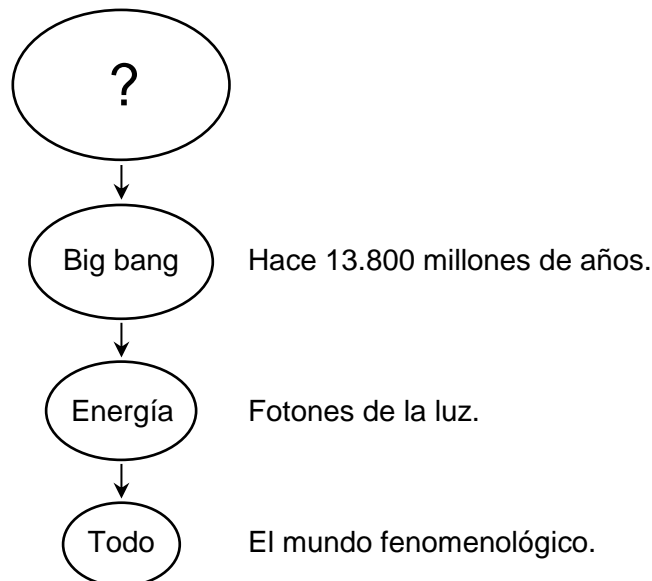 ?
Big bang Hace 13.800 millones de años.
Energía Fotones de la luz.
Todo El mundo fenomenológico.